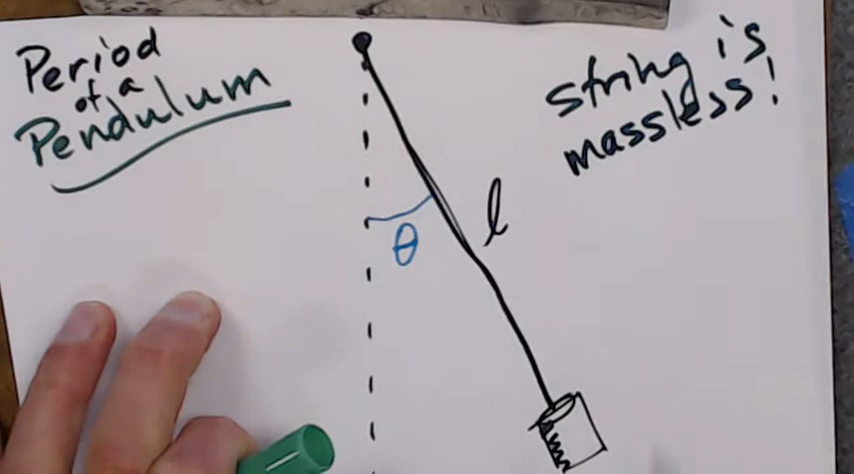 Period
of a
Pendulum
string is
massless!
l
θ